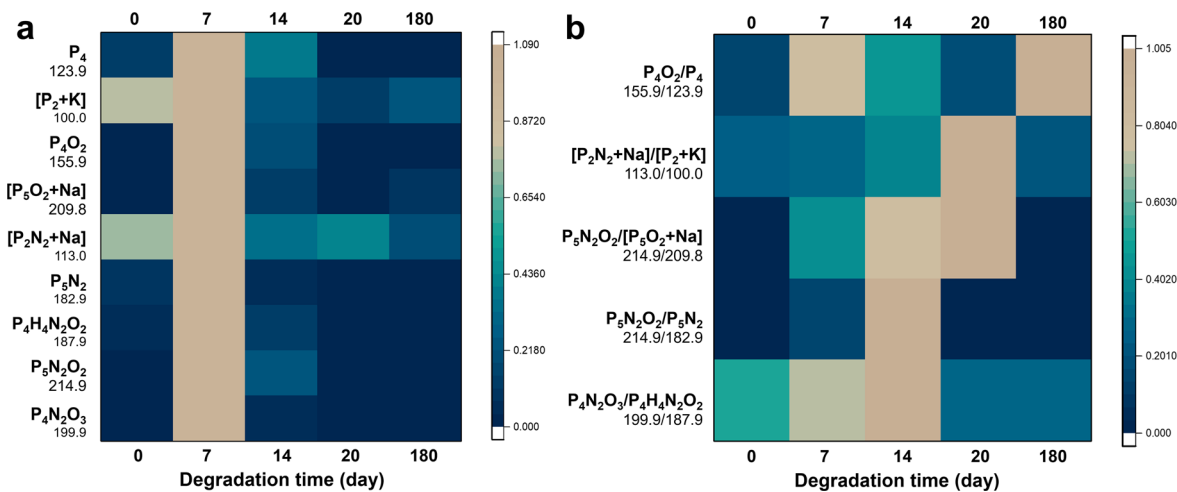 a
0 7 14 20 180
P₄
123.9
[P₂+K]
100.0
P₄O₂
155.9
[P₅O₂+Na]
209.8
[P₂N₂+Na]
113.0
P₅N₂
182.9
P₄H₄N₂O₂
187.9
P₅N₂O₂
214.9
P₄N₂O₃
199.9
0 7 14 20 180
Degradation time (day)
1.090
0.8720
0.6540
0.4360
0.2180
0.000
b
0 7 14 20 180
P₄O₂/P₄
155.9/123.9
[P₂N₂+Na]/[P₂+K]
113.0/100.0
P₅N₂O₂/[P₅O₂+Na]
214.9/209.8
P₅N₂O₂/P₅N₂
214.9/182.9
P₄N₂O₃/P₄H₄N₂O₂
199.9/187.9
0 7 14 20 180
Degradation time (day)
1.005
0.8040
0.6030
0.4020
0.2010
0.000